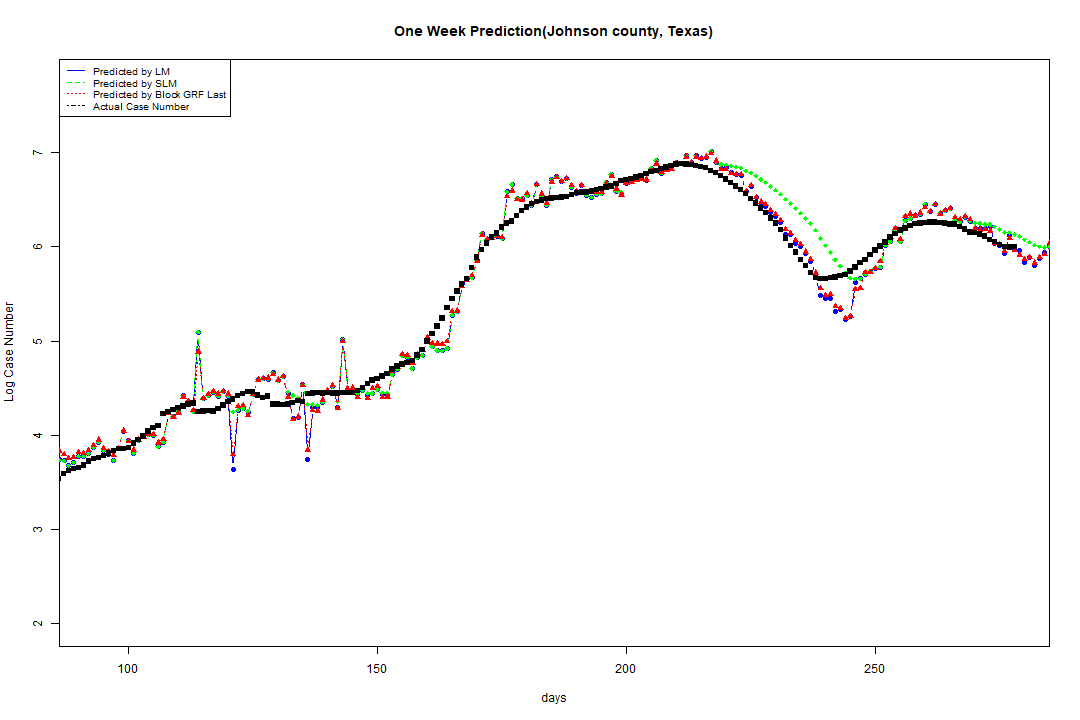 One Week Prediction(Johnson county, Texas)
Predicted by LM
Predicted by SLM
Predicted by Block GRF Last
Actual Case Number
Log Case Number
7
6
5
4
3
2
100 150 200 250
days